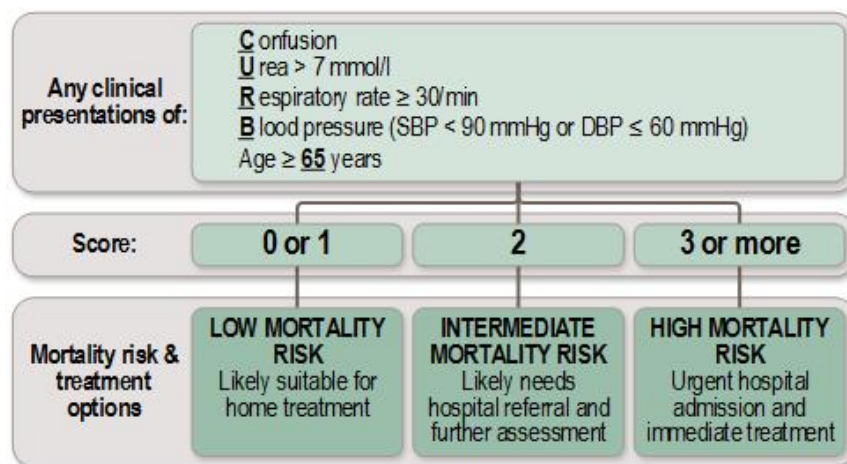 Any clinical
presentations of:
Confusion
Urea > 7 mmol/l
Respiratory rate ≥ 30/min
Blood pressure (SBP < 90 mmHg or DBP ≤ 60 mmHg)
Age ≥ 65 years
Score:
0 or 1
2
3 or more
Mortality risk &
treatment
options
LOW MORTALITY
RISK
Likely suitable for
home treatment
INTERMEDIATE
MORTALITY RISK
Likely needs
hospital referral and
further assessment
HIGH MORTALITY
RISK
Urgent hospital
admission and
immediate treatment